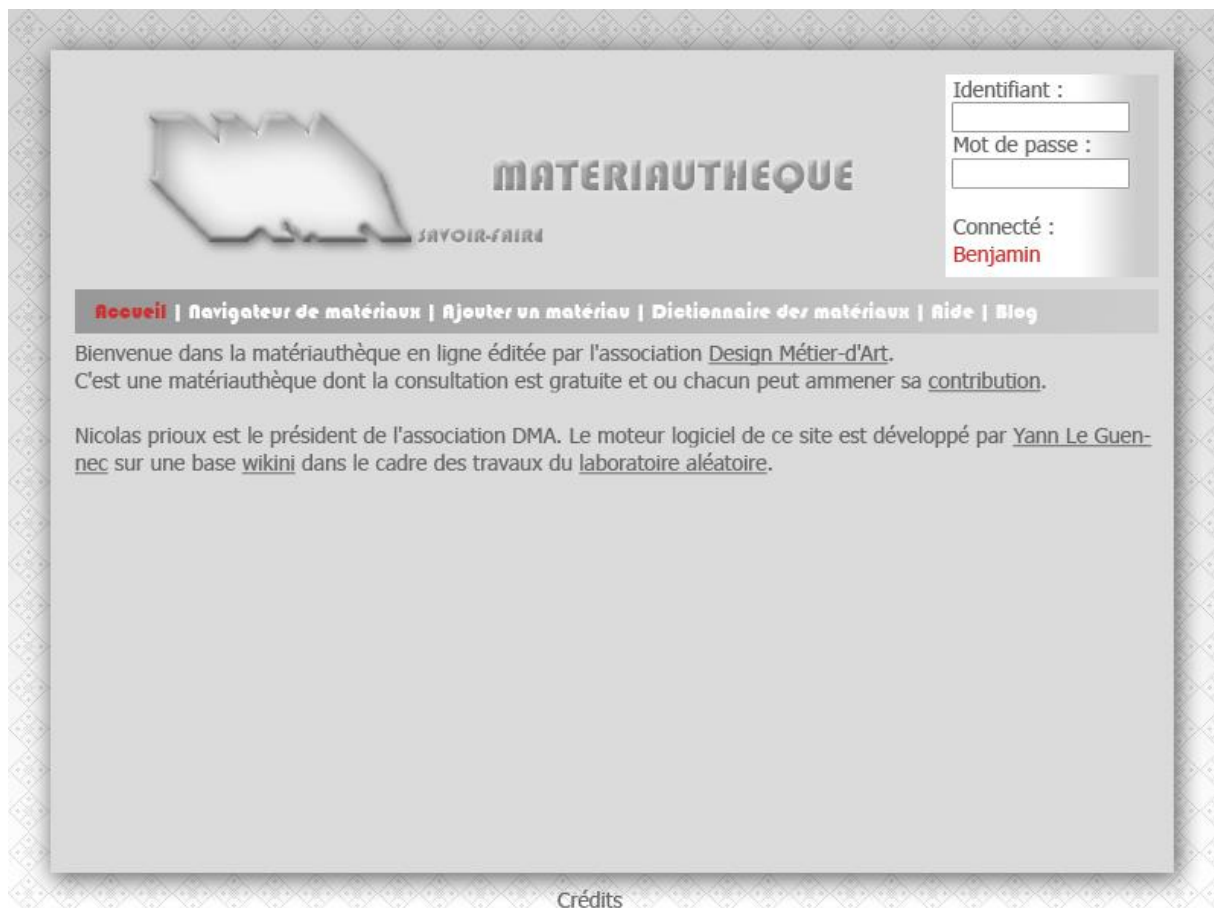 Identifiant :
Mot de passe :
MATERIAUTHEQUE
SAVOIR-FAIRE
Connecté :
Benjamin
Accueil | Navigateur de matériaux | Ajouter un matériau | Dictionnaire des matériaux | Aide | Blog
Bienvenue dans la matériauthèque en ligne éditée par l'association Design Métier-d'Art.
C'est une matériauthèque dont la consultation est gratuite et ou chacun peut ammener sa contribution.
Nicolas prioux est le président de l'association DMA. Le moteur logiciel de ce site est développé par Yann Le Guen-
nec sur une base wikini dans le cadre des travaux du laboratoire aléatoire.
Crédits